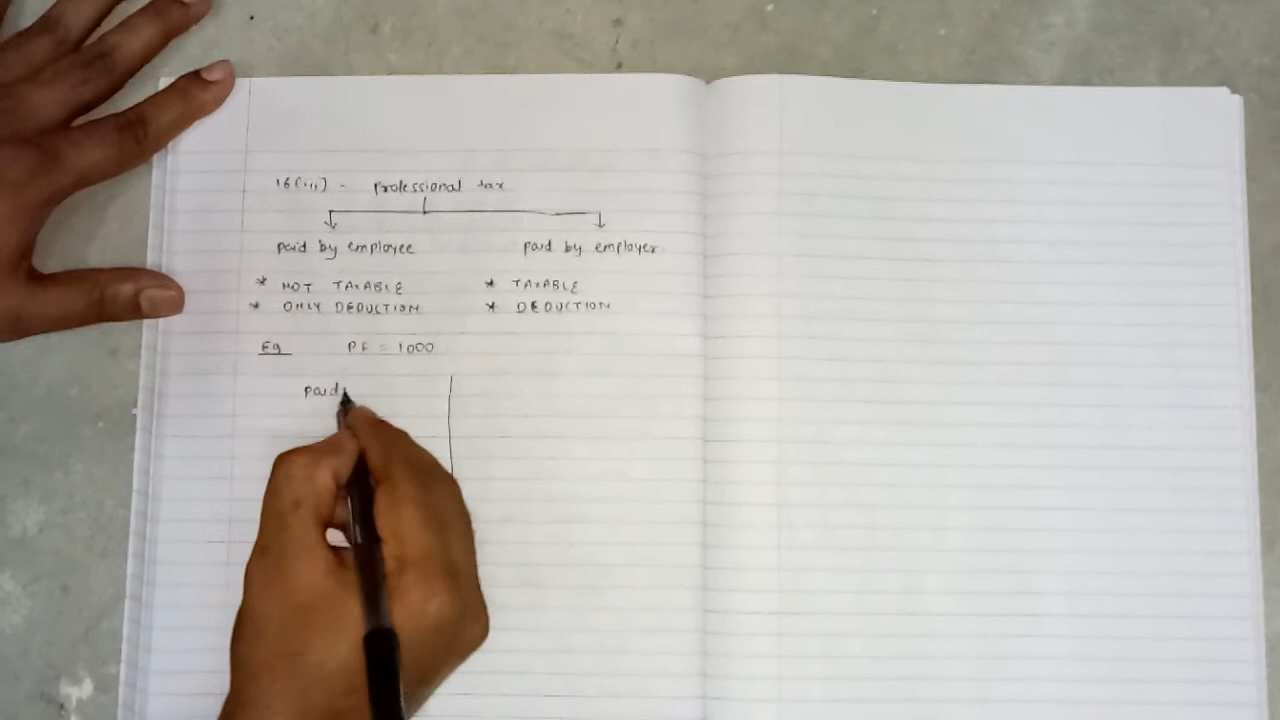 16(iii) - Professional tax
paid by employee paid by employer
* NOT TAXABLE * TAXABLE
* ONLY DEDUCTION * DEDUCTION
Eg PF = 1000
paid